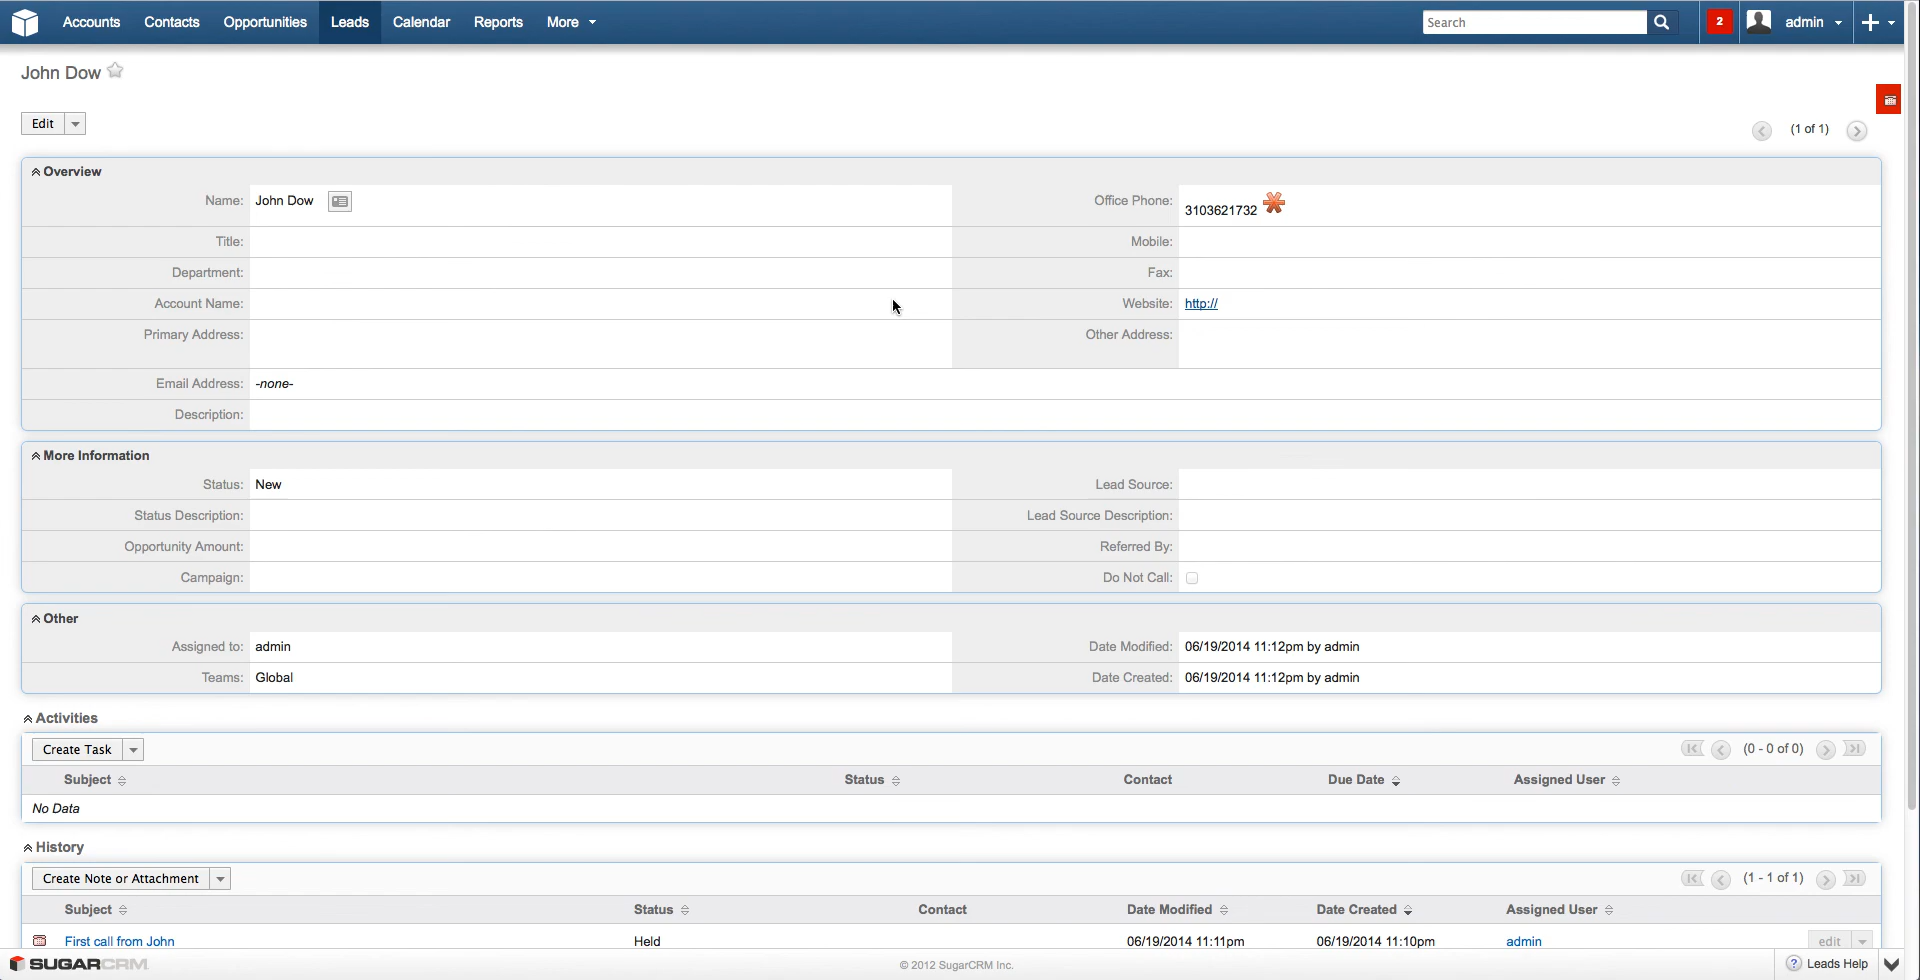 Accounts Contacts Opportunities Leads Calendar Reports More Search 2 admin
John Dow
Edit
(1 of 1)
Overview
Name: John Dow Office Phone: 3103621732
Title: Mobile:
Department: Fax:
Account Name: Website: http://
Primary Address: Other Address:
Email Address: -none-
Description:
More Information
Status: New Lead Source:
Status Description: Lead Source Description:
Opportunity Amount: Referred By:
Campaign: Do Not Call:
Other
Assigned to: admin Date Modified: 06/19/2014 11:12pm by admin
Teams: Global Date Created: 06/19/2014 11:12pm by admin
Activities
Create Task (0 - 0 of 0)
Subject Status Contact Due Date Assigned User
No Data
History
Create Note or Attachment (1 - 1 of 1)
Subject Status Contact Date Modified Date Created Assigned User
First call from John Held 06/19/2014 11:11pm 06/19/2014 11:10pm admin edit
SUGARCRM © 2012 SugarCRM Inc. ? Leads Help